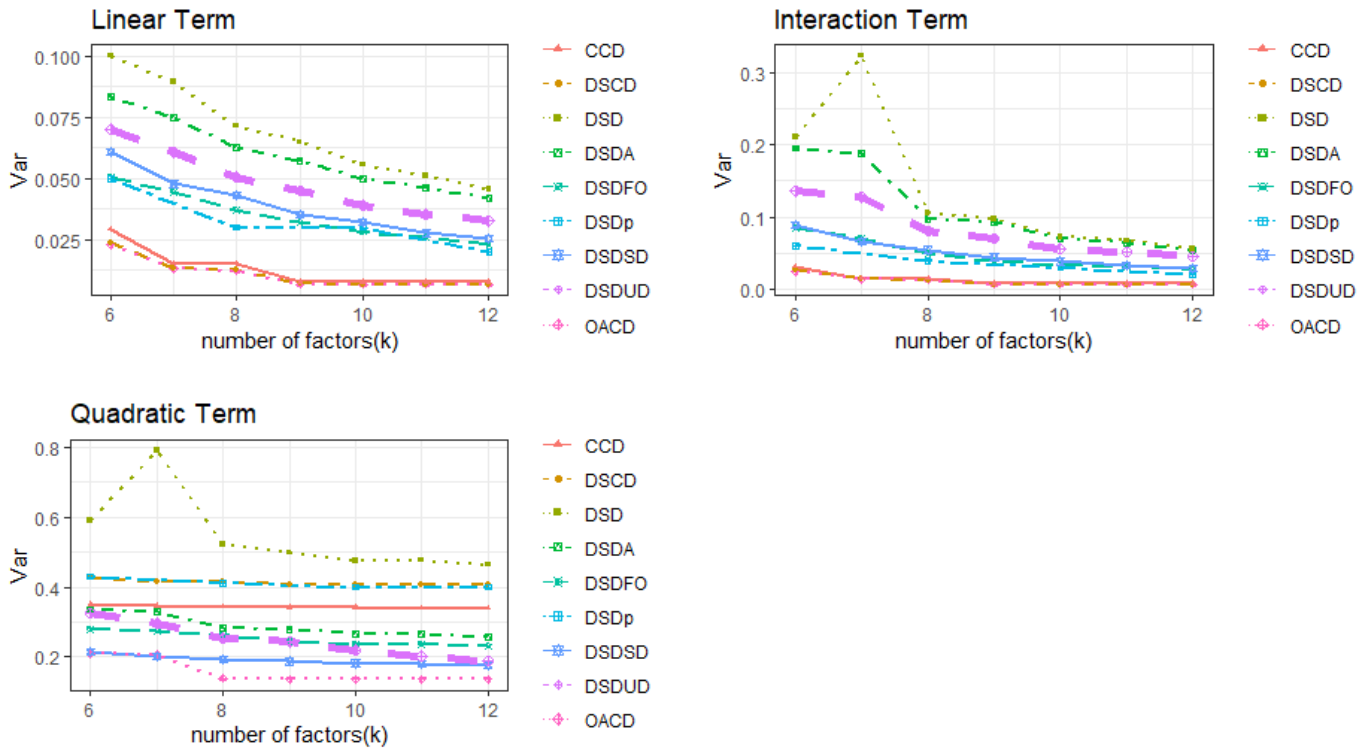 Linear Term
Var
0.100
0.075
0.050
0.025
6 8 10 12
number of factors(k)
CCD
DSCD
DSD
DSDA
DSDFO
DSDp
DSDSD
DSDUD
OACD
Interaction Term
Var
0.3
0.2
0.1
0.0
6 8 10 12
number of factors(k)
CCD
DSCD
DSD
DSDA
DSDFO
DSDp
DSDSD
DSDUD
OACD
Quadratic Term
Var
0.8
0.6
0.4
0.2
6 8 10 12
number of factors(k)
CCD
DSCD
DSD
DSDA
DSDFO
DSDp
DSDSD
DSDUD
OACD